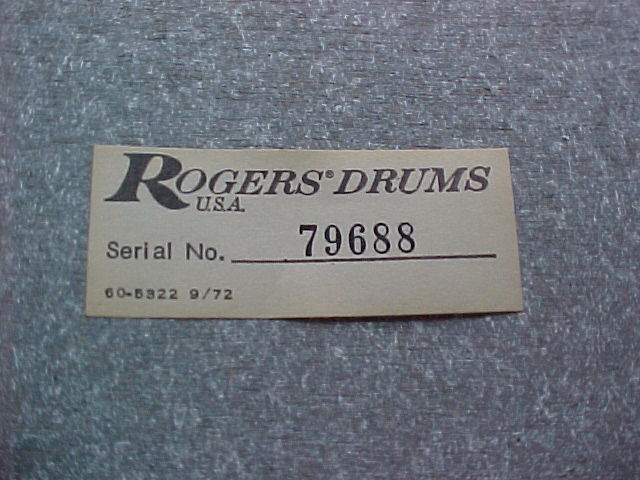 ROGERS® DRUMS
U.S.A.
Serial No. 79688
60-5322 9/72